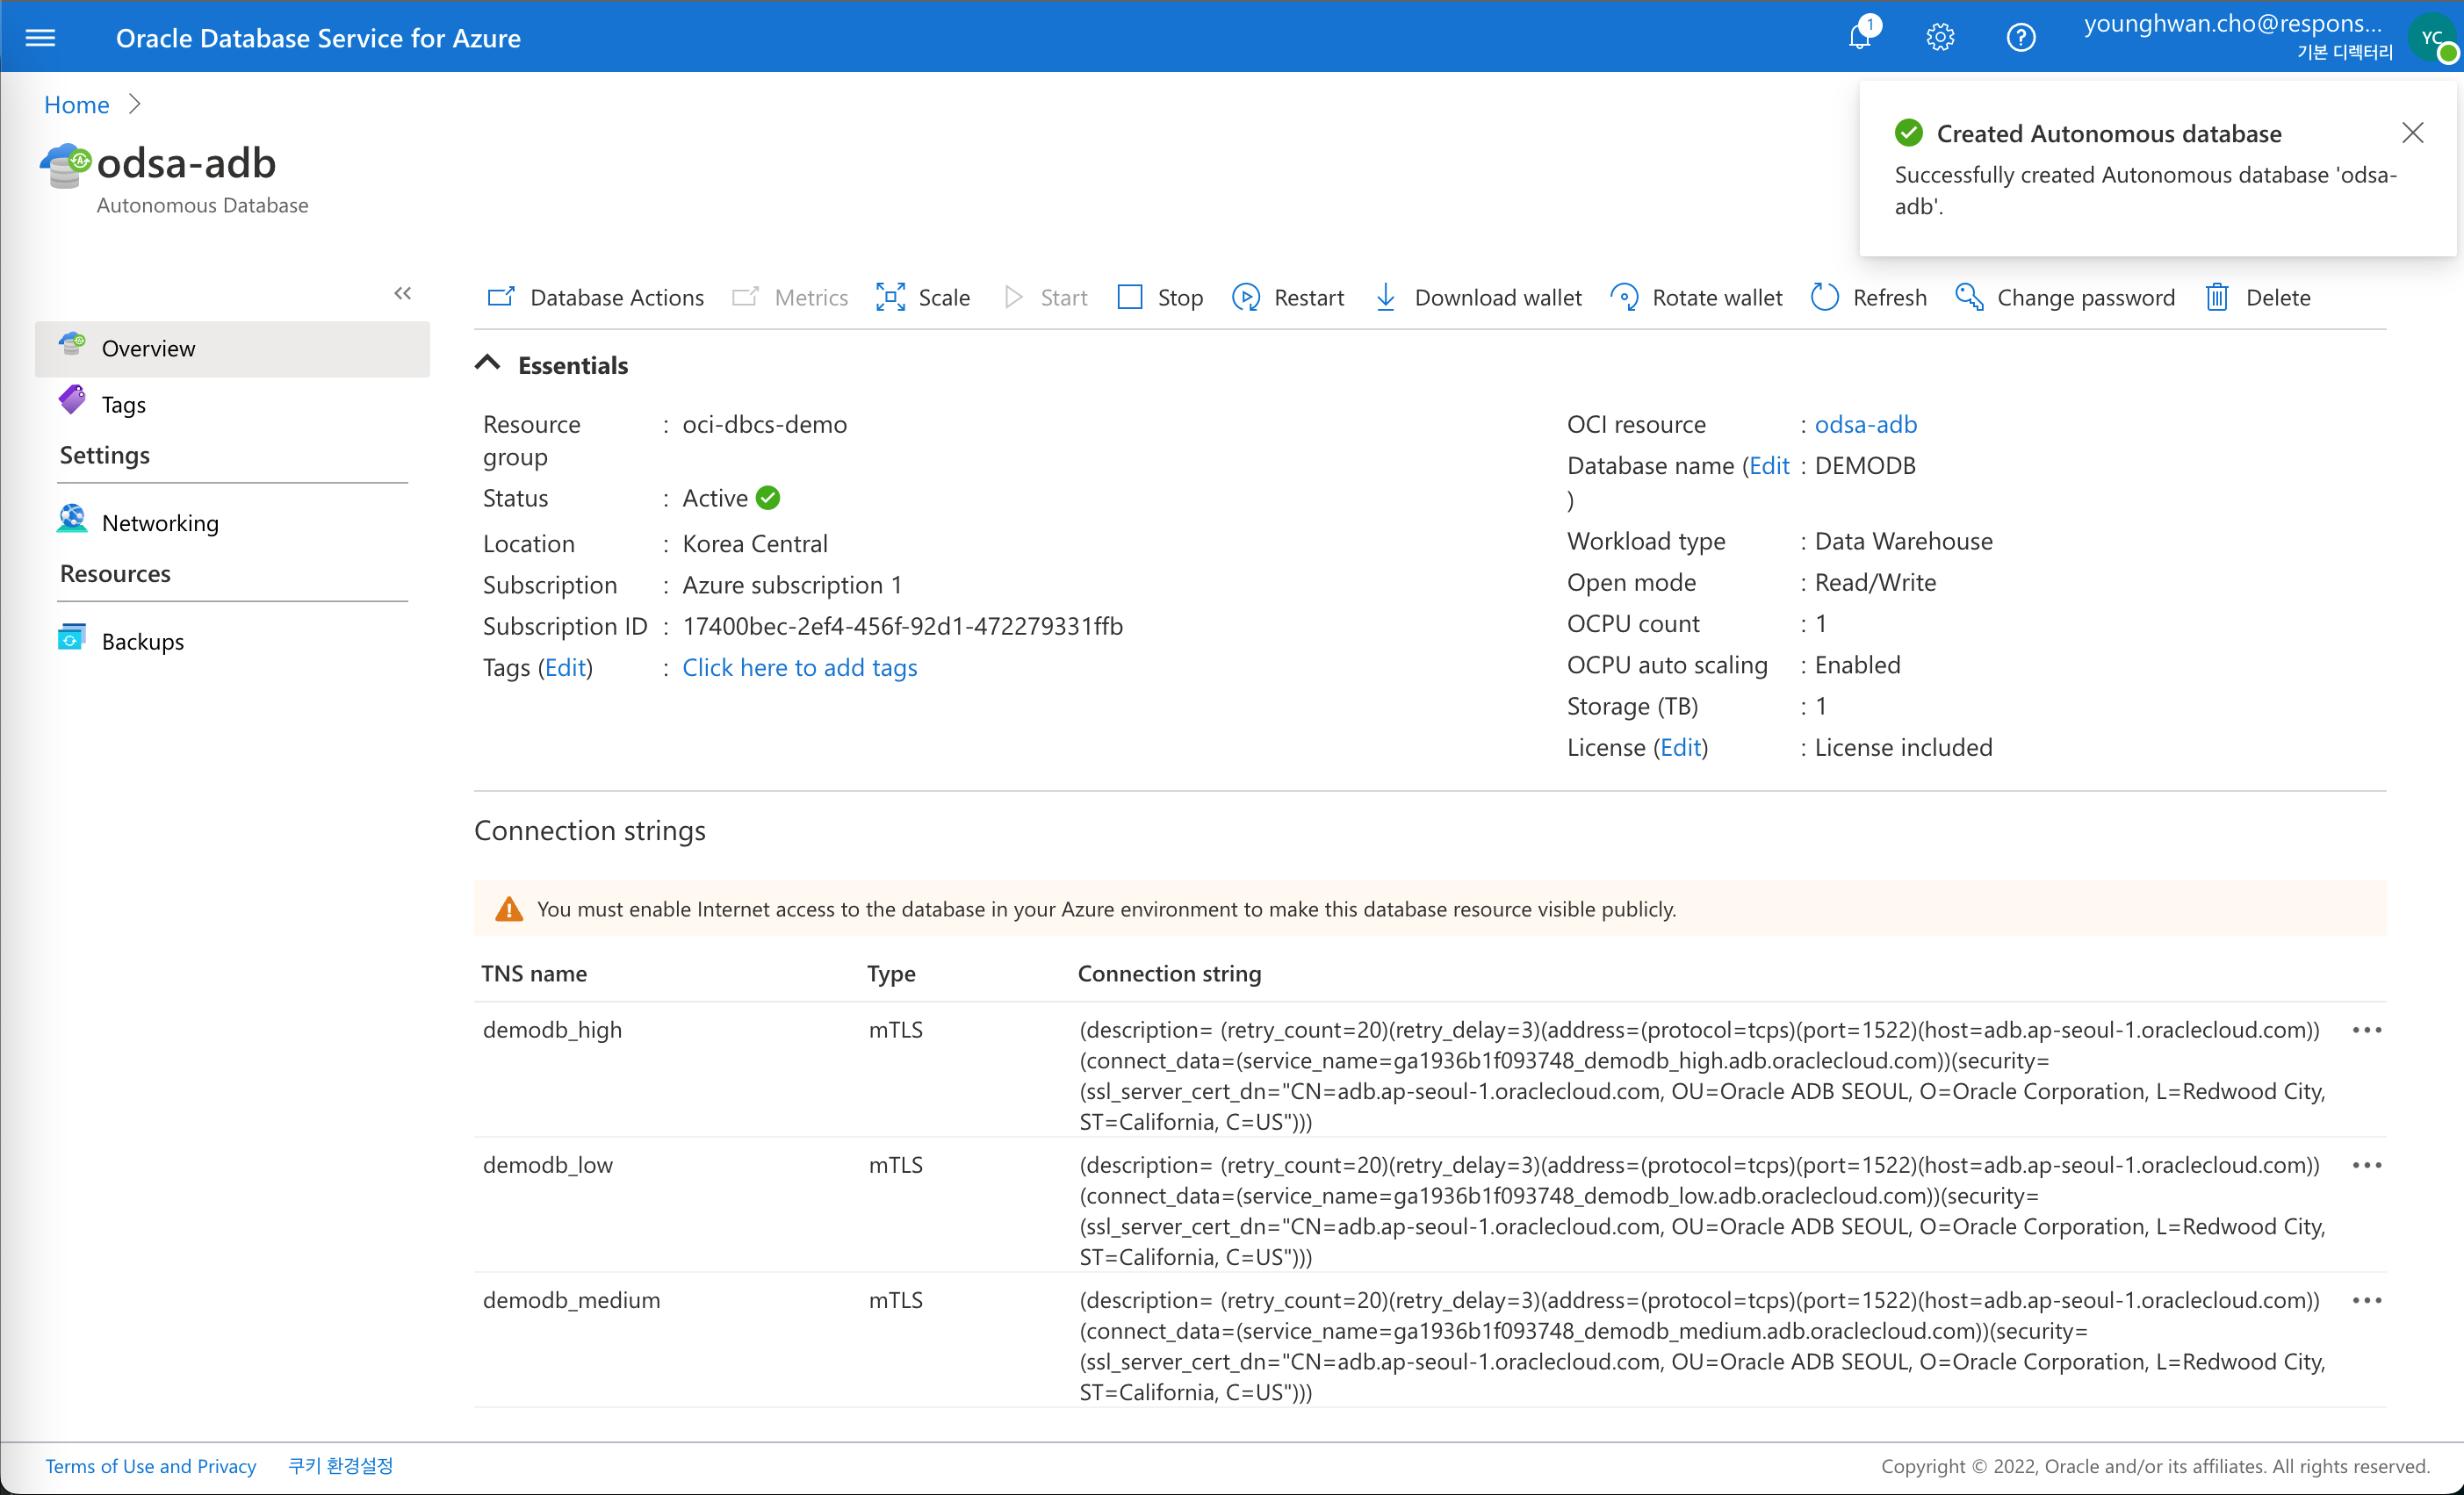 Oracle Database Service for Azure
1
younghwan.cho@respons...
기본 디렉터리
YC
Home
Created Autonomous database
Successfully created Autonomous database 'odsa-
adb'.
odsa-adb
Autonomous Database
Database Actions Metrics Scale Start Stop Restart Download wallet Rotate wallet Refresh Change password Delete
Overview
Tags
Settings
Networking
Resources
Backups
Essentials
Resource group : oci-dbcs-demo
Status : Active
Location : Korea Central
Subscription : Azure subscription 1
Subscription ID : 17400bec-2ef4-456f-92d1-472279331ffb
Tags (Edit) : Click here to add tags
OCI resource : odsa-adb
Database name (Edit) : DEMODB
Workload type : Data Warehouse
Open mode : Read/Write
OCPU count : 1
OCPU auto scaling : Enabled
Storage (TB) : 1
License (Edit) : License included
Connection strings
You must enable Internet access to the database in your Azure environment to make this database resource visible publicly.
TNS name Type Connection string
demodb_high mTLS (description= (retry_count=20)(retry_delay=3)(address=(protocol=tcps)(port=1522)(host=adb.ap-seoul-1.oraclecloud.com))
(connect_data=(service_name=ga1936b1f093748_demodb_high.adb.oraclecloud.com))(security=
(ssl_server_cert_dn="CN=adb.ap-seoul-1.oraclecloud.com, OU=Oracle ADB SEOUL, O=Oracle Corporation, L=Redwood City,
ST=California, C=US")))
demodb_low mTLS (description= (retry_count=20)(retry_delay=3)(address=(protocol=tcps)(port=1522)(host=adb.ap-seoul-1.oraclecloud.com))
(connect_data=(service_name=ga1936b1f093748_demodb_low.adb.oraclecloud.com))(security=
(ssl_server_cert_dn="CN=adb.ap-seoul-1.oraclecloud.com, OU=Oracle ADB SEOUL, O=Oracle Corporation, L=Redwood City,
ST=California, C=US")))
demodb_medium mTLS (description= (retry_count=20)(retry_delay=3)(address=(protocol=tcps)(port=1522)(host=adb.ap-seoul-1.oraclecloud.com))
(connect_data=(service_name=ga1936b1f093748_demodb_medium.adb.oraclecloud.com))(security=
(ssl_server_cert_dn="CN=adb.ap-seoul-1.oraclecloud.com, OU=Oracle ADB SEOUL, O=Oracle Corporation, L=Redwood City,
ST=California, C=US")))
Terms of Use and Privacy 쿠키 환경설정
Copyright © 2022, Oracle and/or its affiliates. All rights reserved.